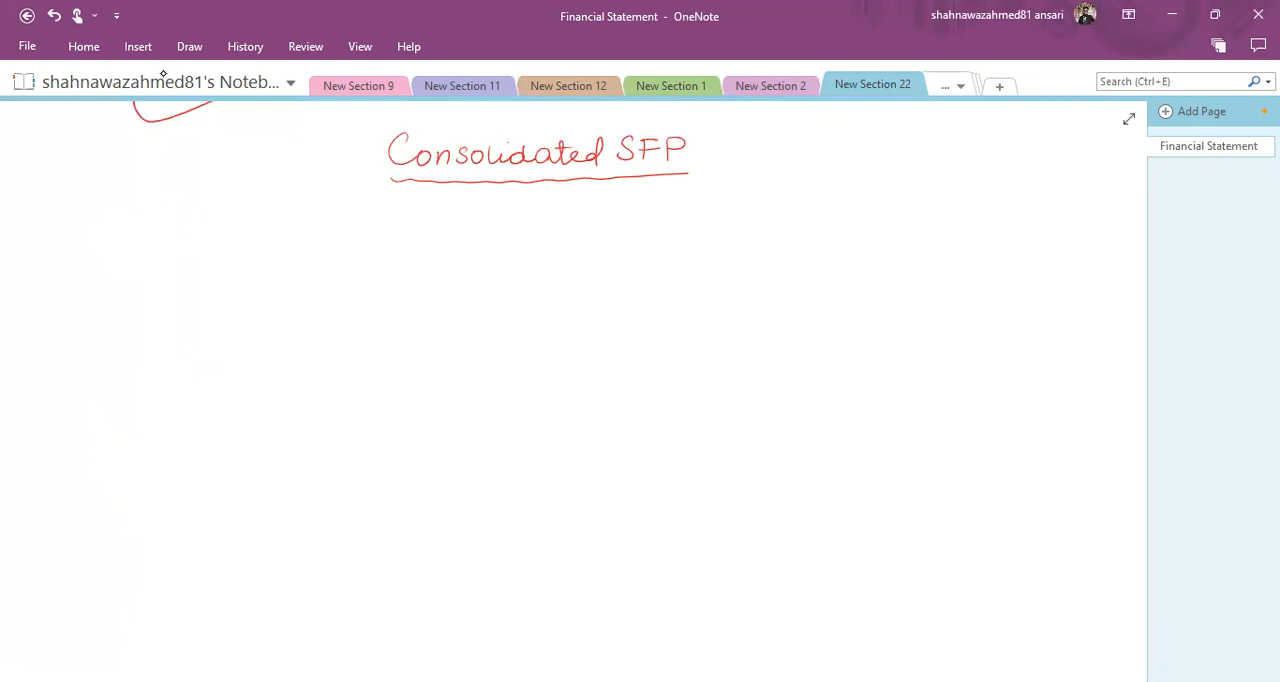 Financial Statement - OneNote
shahnawazahmed81 ansari
File Home Insert Draw History Review View Help
shahnawazahmed81's Noteb...
New Section 9 New Section 11 New Section 12 New Section 1 New Section 2 New Section 22 ...
Search (Ctrl+E)
Add Page
Financial Statement
Consolidated SFP